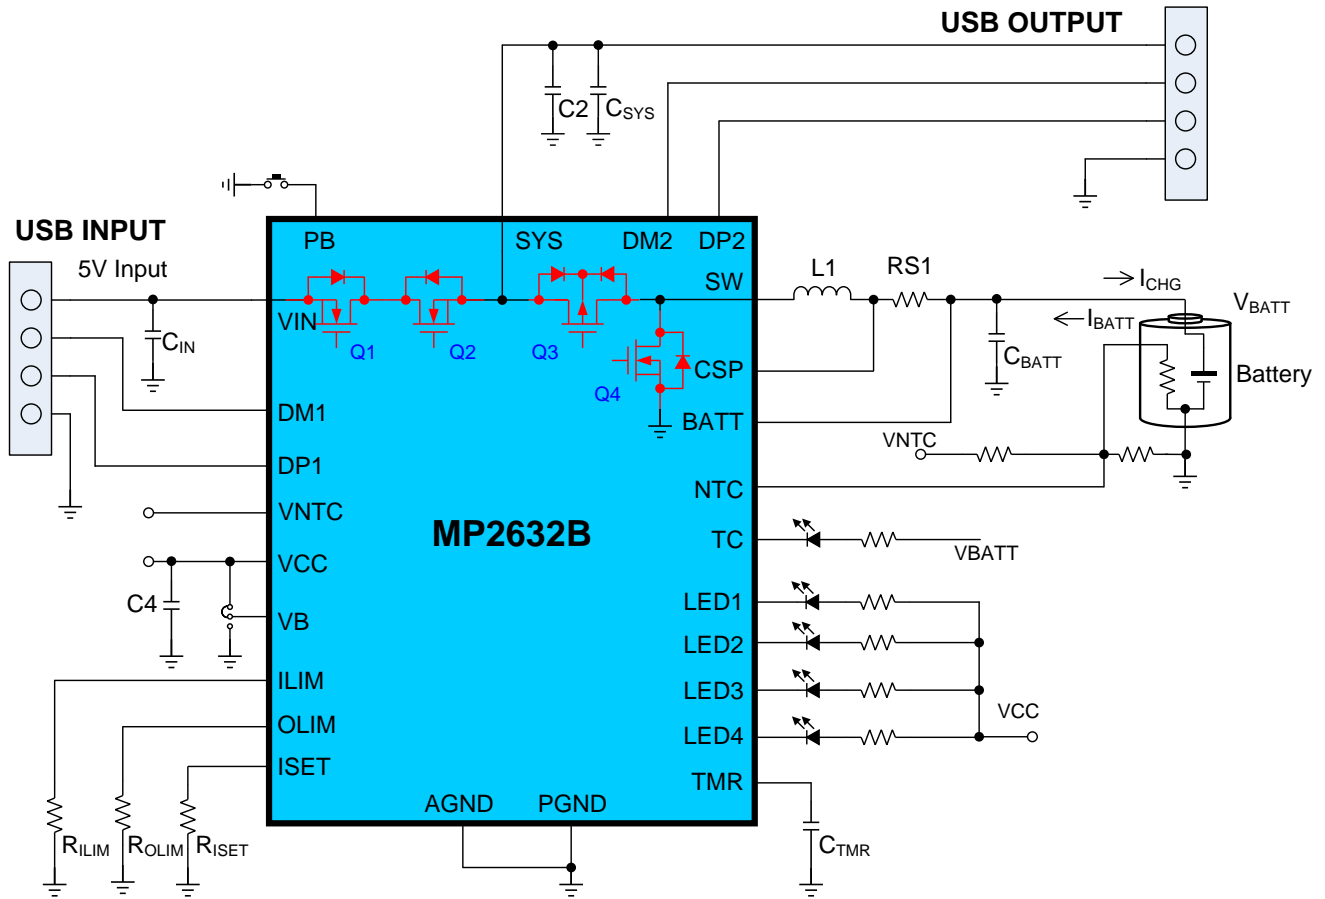 USB OUTPUT
C2
CSYS
USB INPUT
5V Input
PB
SYS
DM2
DP2
SW
L1
RS1
ICHG
VBATT
IBATT
VIN
CIN
Q1
Q2
Q3
Q4
CSP
CBATT
Battery
DM1
BATT
VNTC
DP1
NTC
VNTC
MP2632B
TC
VBATT
VCC
C4
VB
LED1
LED2
ILIM
LED3
OLIM
LED4
VCC
ISET
TMR
AGND
PGND
RILIM
ROLIM
RISET
CTMR